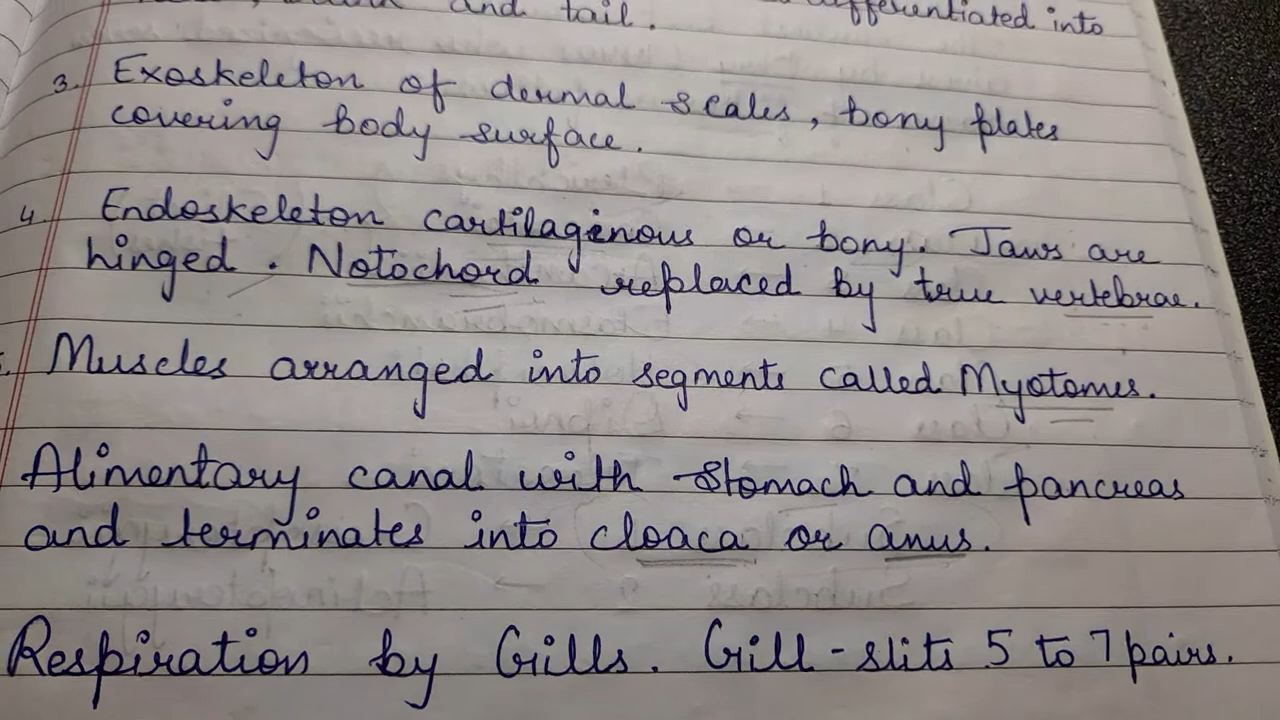 and tail. differentiated into
3. Exoskeleton of dermal scales, bony plates
covering body surface.
4. Endoskeleton cartilagenous or bony. Jaws are
hinged. Notochord replaced by true vertebrae.
Muscles arranged into segments called Myotomes.
Alimentary canal with stomach and pancreas
and terminates into cloaca or anus.
Respiration by Gills. Gill-slits 5 to 7 pairs.